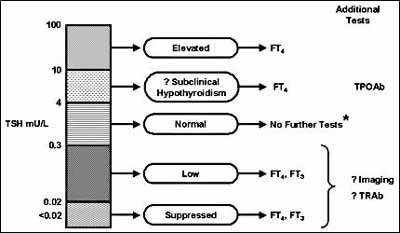 Additional
Tests
100
Elevated
FT4
10
? Subclinical
Hypothyroidism
FT4
TPOAb
4
TSH mU/L
Normal
No Further Tests*
0.3
Low
FT4, FT3
? Imaging
? TRAb
0.02
<0.02
Suppressed
FT4, FT3